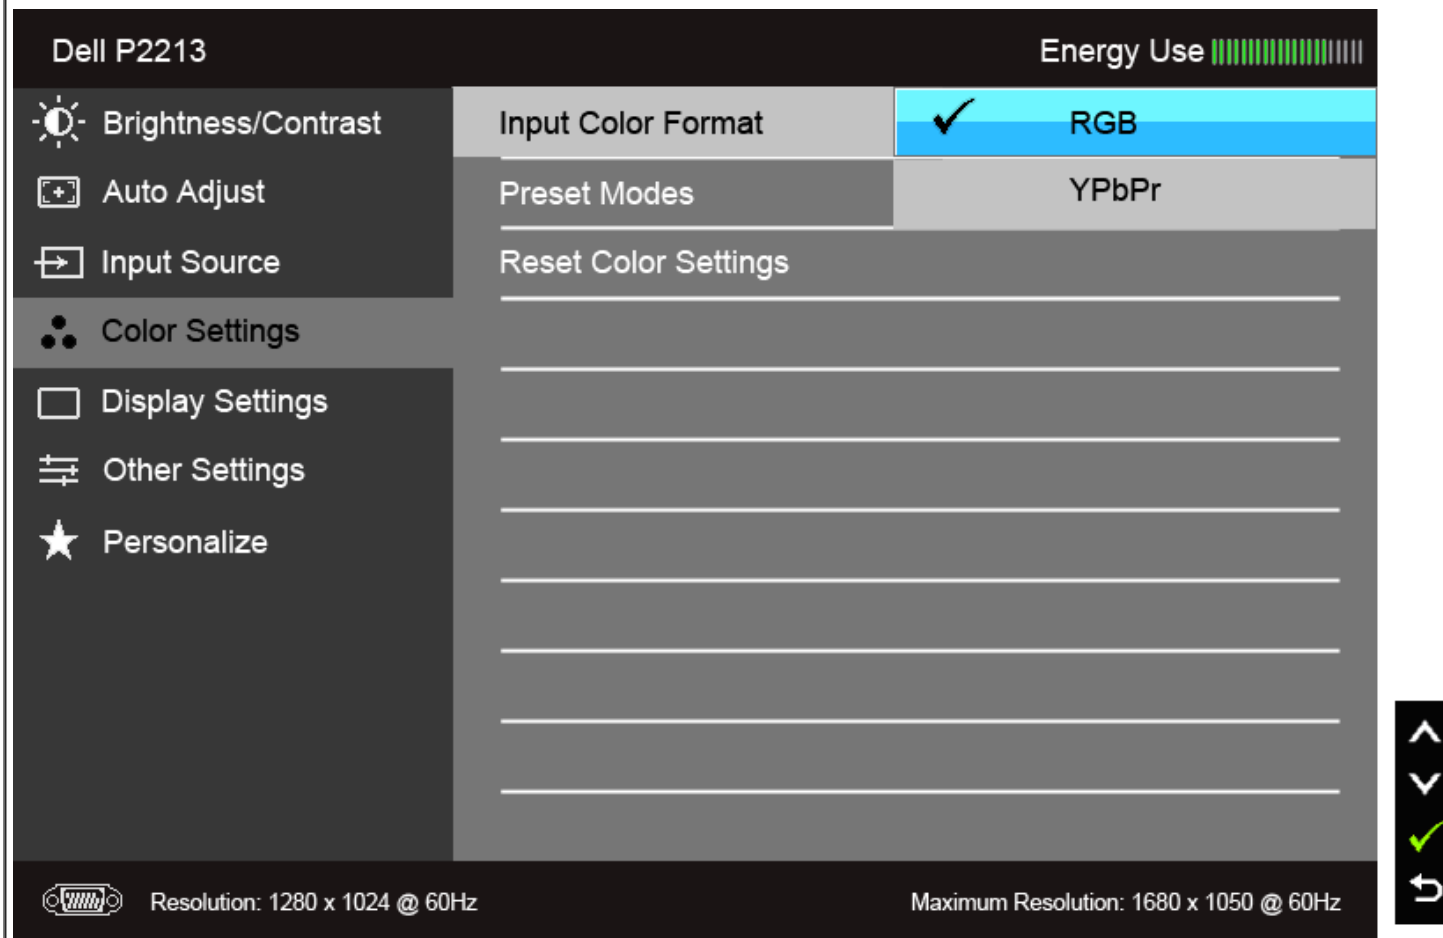 Dell P2213
Energy Use
Brightness/Contrast
Input Color Format
RGB
Auto Adjust
Preset Modes
YPbPr
Input Source
Reset Color Settings
Color Settings
Display Settings
Other Settings
Personalize
Resolution: 1280 x 1024 @ 60Hz
Maximum Resolution: 1680 x 1050 @ 60Hz